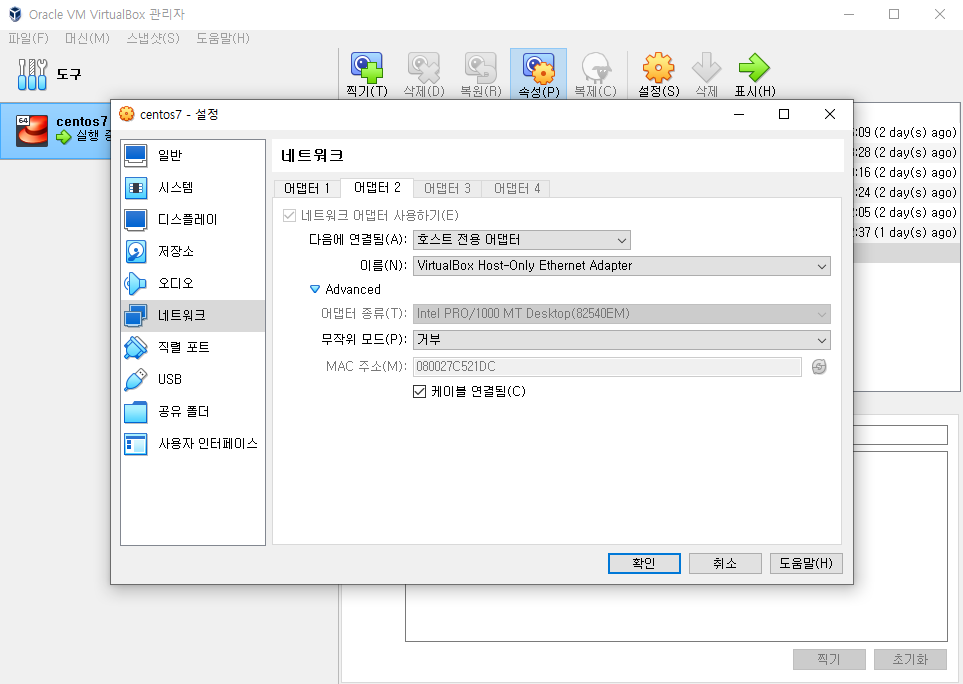 Oracle VM VirtualBox 관리자
파일(F) 머신(M) 스냅샷(S) 도움말(H)
도구
찍기(T) 삭제(D) 복원(R) 속성(P) 복제(C) 설정(S) 삭제 표시(H)
64
centos7
실행
centos7 - 설정
일반
시스템
디스플레이
저장소
오디오
네트워크
직렬 포트
USB
공유 폴더
사용자 인터페이스
네트워크
어댑터 1 어댑터 2 어댑터 3 어댑터 4
네트워크 어댑터 사용하기(E)
다음에 연결됨(A): 호스트 전용 어댑터
이름(N): VirtualBox Host-Only Ethernet Adapter
Advanced
어댑터 종류(T): Intel PRO/1000 MT Desktop(82540EM)
무작위 모드(P): 거부
MAC 주소(M): 080027C521DC
케이블 연결됨(C)
확인 취소 도움말(H)
:09 (2 day(s) ago)
:28 (2 day(s) ago)
:16 (2 day(s) ago)
:24 (2 day(s) ago)
:05 (2 day(s) ago)
:37 (1 day(s) ago)
찍기 초기화